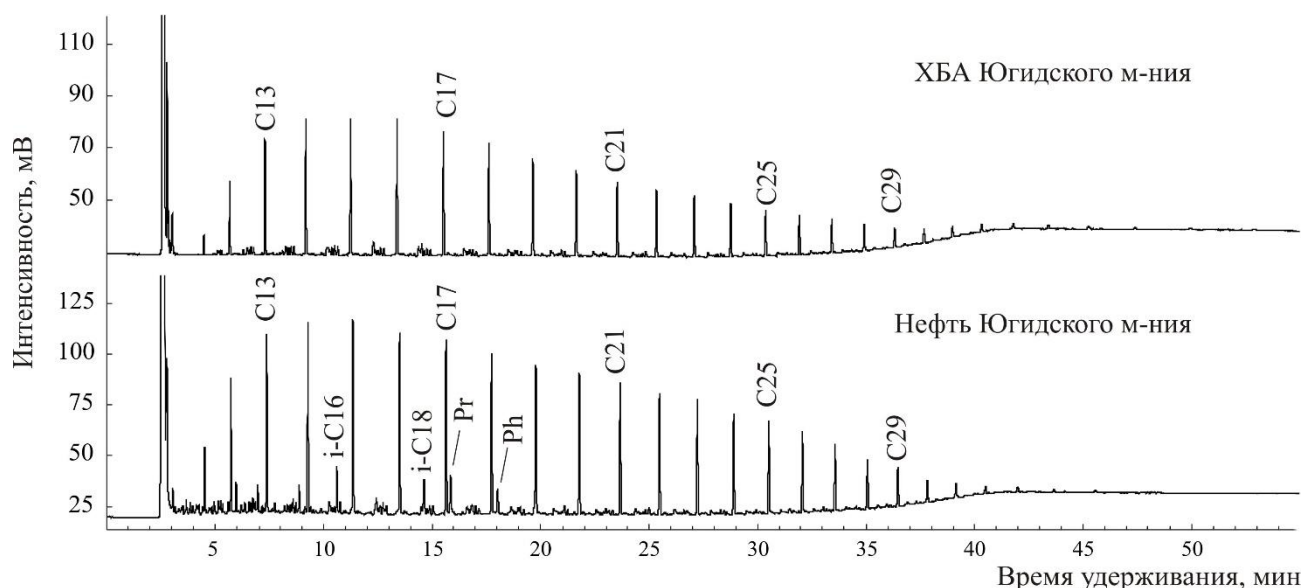 110
90
70
50
C13
C17
C21
C25
C29
ХБА Югидского м-ния
Интенсивность, мВ
125
100
75
50
25
C13
i-C16
i-C18
C17
Pr
Ph
C21
C25
C29
Нефть Югидского м-ния
5 10 15 20 25 30 35 40 45 50
Время удерживания, мин